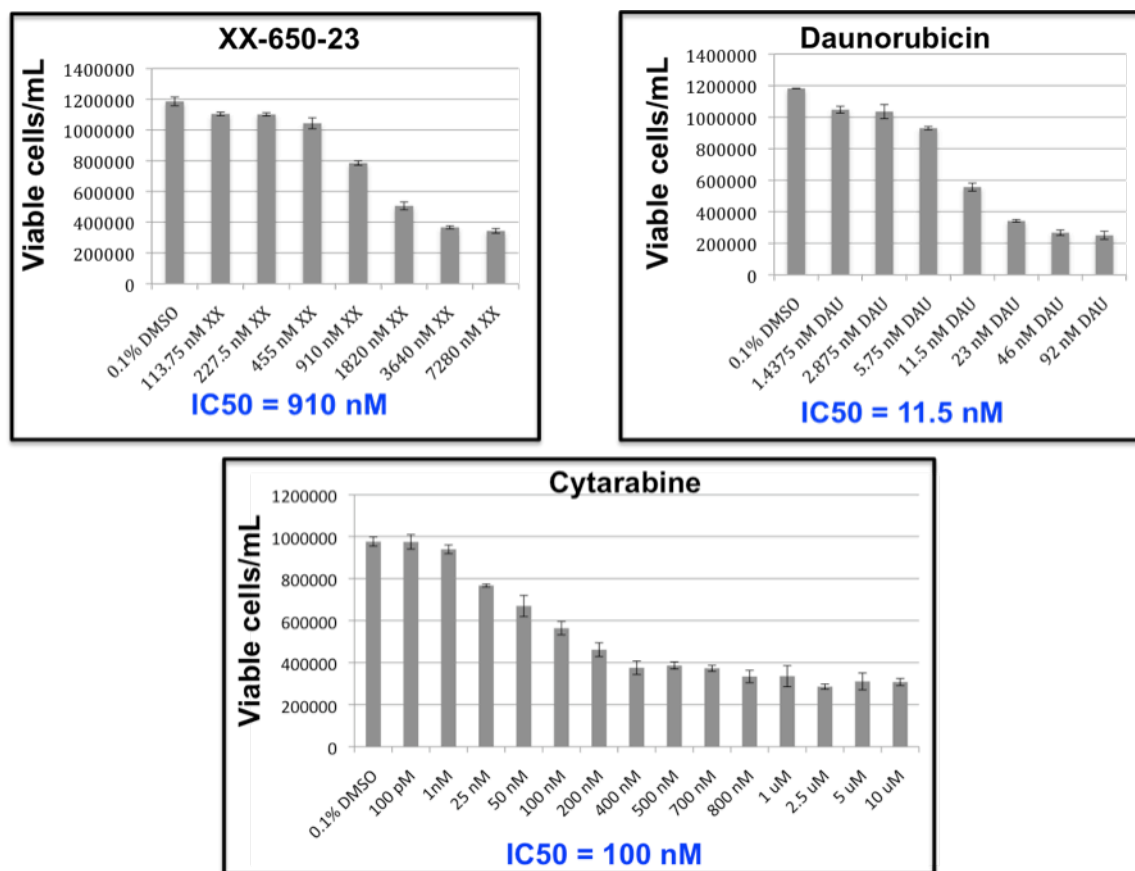 XX-650-23
Viable cells/mL
1400000
1200000
1000000
800000
600000
400000
200000
0
0.1% DMSO
113.75 nM XX
227.5 nM XX
455 nM XX
910 nM XX
1820 nM XX
3640 nM XX
7280 nM XX
IC50 = 910 nM
Daunorubicin
Viable cells/mL
1400000
1200000
1000000
800000
600000
400000
200000
0
0.1% DMSO
1.4375 nM DAU
2.875 nM DAU
5.75 nM DAU
11.5 nM DAU
23 nM DAU
46 nM DAU
92 nM DAU
IC50 = 11.5 nM
Cytarabine
Viable cells/mL
1200000
1000000
800000
600000
400000
200000
0
0.1% DMSO
100 pM
1nM
25 nM
50 nM
100 nM
200 nM
400 nM
500 nM
700 nM
800 nM
1 uM
2.5 uM
5 uM
10 uM
IC50 = 100 nM